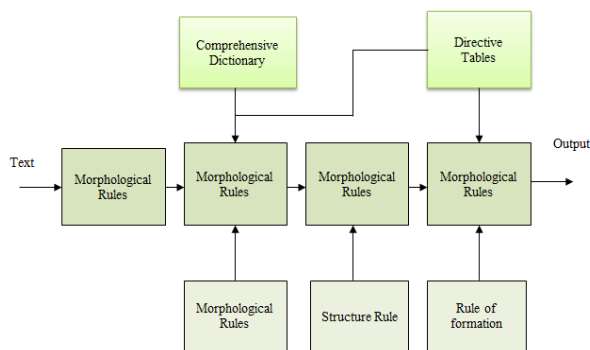 Comprehensive
Dictionary
Directive
Tables
Text
Output
Morphological
Rules
Morphological
Rules
Morphological
Rules
Morphological
Rules
Morphological
Rules
Structure Rule
Rule of
formation